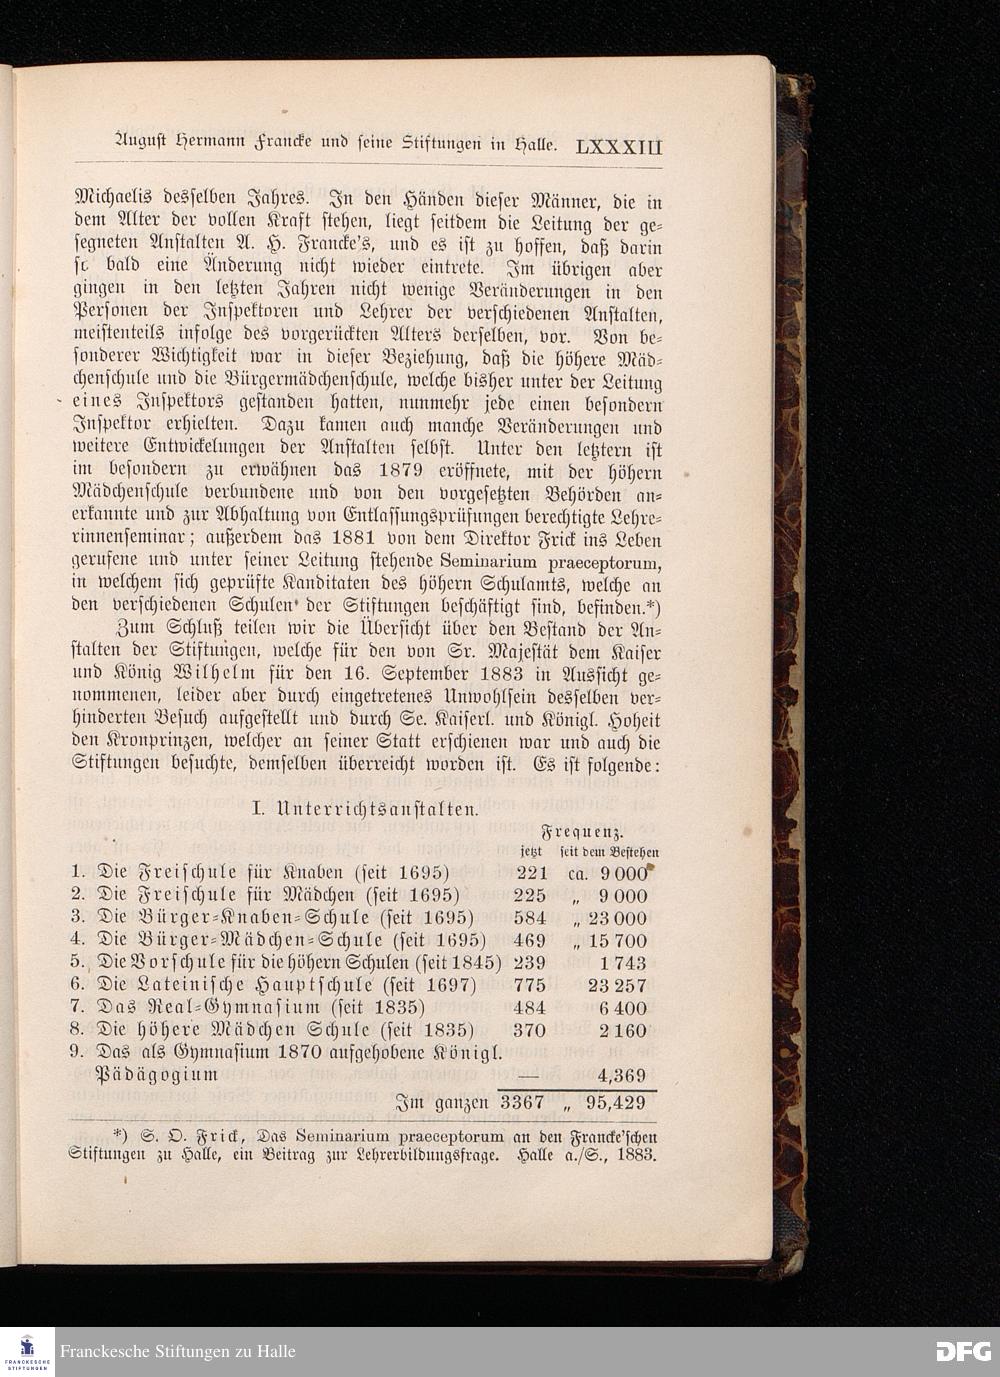 August Hermann Francke und seine Stiftungen in Halle. LXXXIII
Michaelis desselben Jahres. In den Händen dieser Männer, die in
dem Alter der vollen Kraft stehen, liegt seitdem die Leitung der ge-
segneten Anstalten A. H. Francke's, und es ist zu hoffen, daß darin
so bald eine Änderung nicht wieder eintrete. Im übrigen aber
gingen in den letzten Jahren nicht wenige Veränderungen in den
Personen der Inspektoren und Lehrer der verschiedenen Anstalten,
meistenteils infolge des vorgerückten Alters derselben, vor. Von be-
sonderer Wichtigkeit war in dieser Beziehung, daß die höhere Mäd-
chenschule und die Bürgermädchenschule, welche bisher unter der Leitung
eines Inspektors gestanden hatten, nunmehr jede einen besondern
Inspektor erhielten. Dazu kamen auch manche Veränderungen und
weitere Entwickelungen der Anstalten selbst. Unter den letztern ist
im besondern zu erwähnen das 1879 eröffnete, mit der höhern
Mädchenschule verbundene und von den vorgesetzten Behörden an-
erkannte und zur Abhaltung von Entlassungsprüfungen berechtigte Lehre-
rinnenseminar; außerdem das 1881 von dem Direktor Frick ins Leben
gerufene und unter seiner Leitung stehende Seminarium praeceptorum,
in welchem sich geprüfte Kanditaten des höhern Schulamts, welche an
den verschiedenen Schulen der Stiftungen beschäftigt sind, befinden.*)
Zum Schluß teilen wir die Übersicht über den Bestand der An-
stalten der Stiftungen, welche für den von Sr. Majestät dem Kaiser
und König Wilhelm für den 16. September 1883 in Aussicht ge-
nommenen, leider aber durch eingetretenes Unwohlsein desselben ver-
hinderten Besuch aufgestellt und durch Se. Kaiserl. und Königl. Hoheit
den Kronprinzen, welcher an seiner Statt erschienen war und auch die
Stiftungen besuchte, demselben überreicht worden ist. Es ist folgende:
I. Unterrichtsanstalten.
Frequenz.
jetzt seit dem Bestehen
1. Die Freischule für Knaben (seit 1695) 221 ca. 9 000
2. Die Freischule für Mädchen (seit 1695) 225 „ 9 000
3. Die Bürger-Knaben-Schule (seit 1695) 584 „ 23 000
4. Die Bürger-Mädchen-Schule (seit 1695) 469 „ 15 700
5. Die Vorschule für die höhern Schulen (seit 1845) 239 1 743
6. Die Lateinische Hauptschule (seit 1697) 775 23 257
7. Das Real-Gymnasium (seit 1835) 484 6 400
8. Die höhere Mädchen Schule (seit 1835) 370 2 160
9. Das als Gymnasium 1870 aufgehobene Königl.
Pädagogium — 4,369
Im ganzen 3367 „ 95,429
*) S. O. Frick, Das Seminarium praeceptorum an den Francke'schen
Stiftungen zu Halle, ein Beitrag zur Lehrerbildungsfrage. Halle a./S., 1883.
FRANCKESCHE
STIFTUNGEN
Franckesche Stiftungen zu Halle
DFG